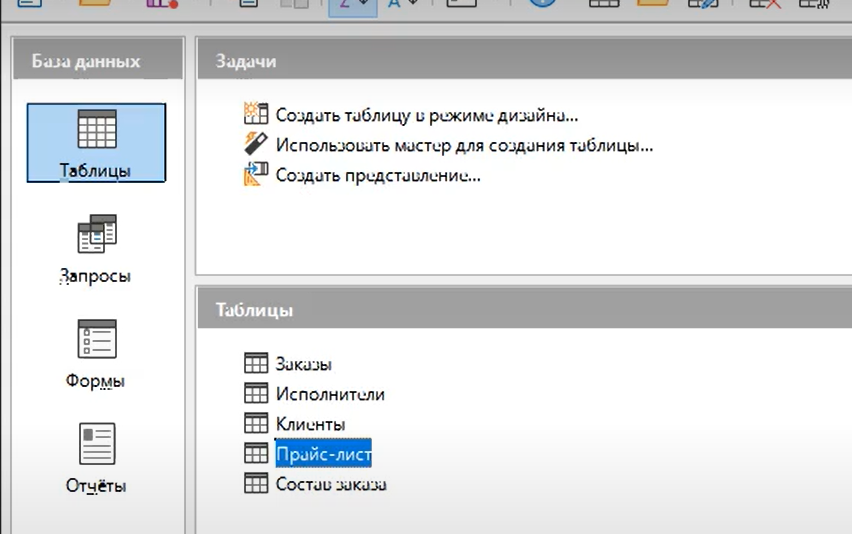 База данных
Задачи
Таблицы
Запросы
Формы
Отчёты
Создать таблицу в режиме дизайна...
Использовать мастер для создания таблицы...
Создать представление...
Таблицы
Заказы
Исполнители
Клиенты
Прайс-лист
Состав заказа